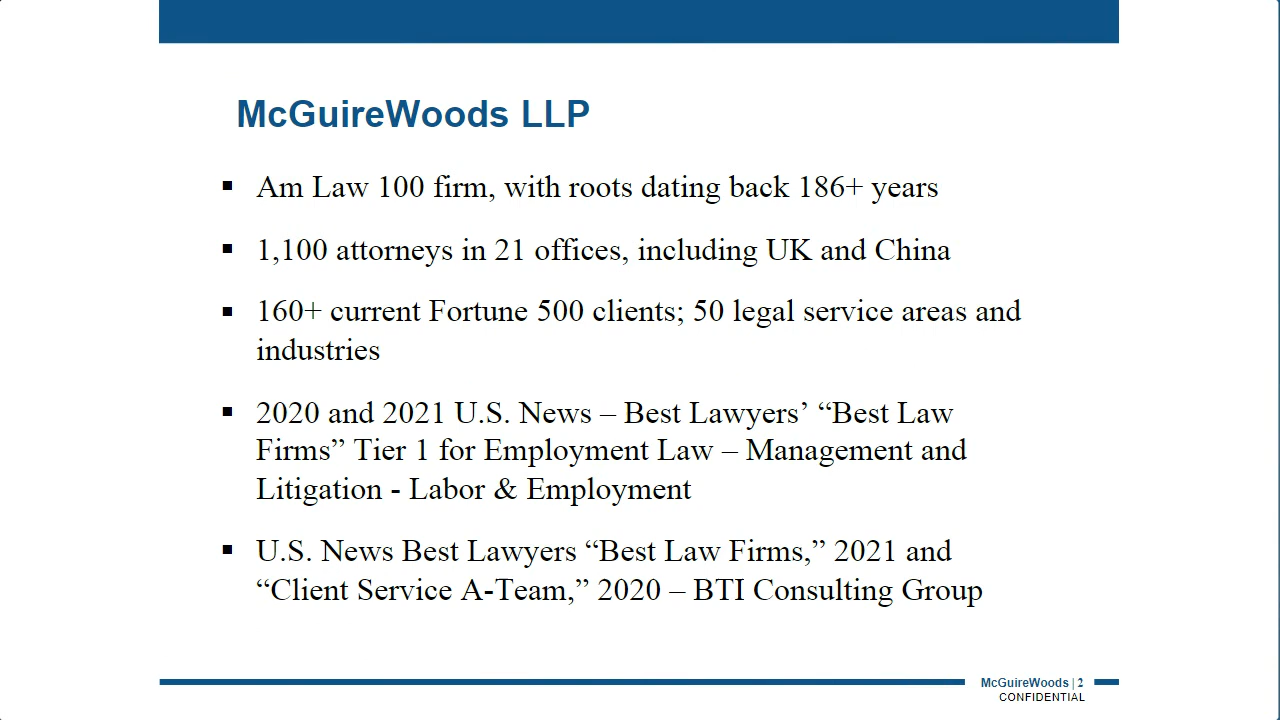 McGuireWoods LLP
▪ Am Law 100 firm, with roots dating back 186+ years
▪ 1,100 attorneys in 21 offices, including UK and China
▪ 160+ current Fortune 500 clients; 50 legal service areas and
industries
▪ 2020 and 2021 U.S. News – Best Lawyers’ “Best Law
Firms” Tier 1 for Employment Law – Management and
Litigation - Labor & Employment
▪ U.S. News Best Lawyers “Best Law Firms,” 2021 and
“Client Service A-Team,” 2020 – BTI Consulting Group
McGuireWoods | 2
CONFIDENTIAL